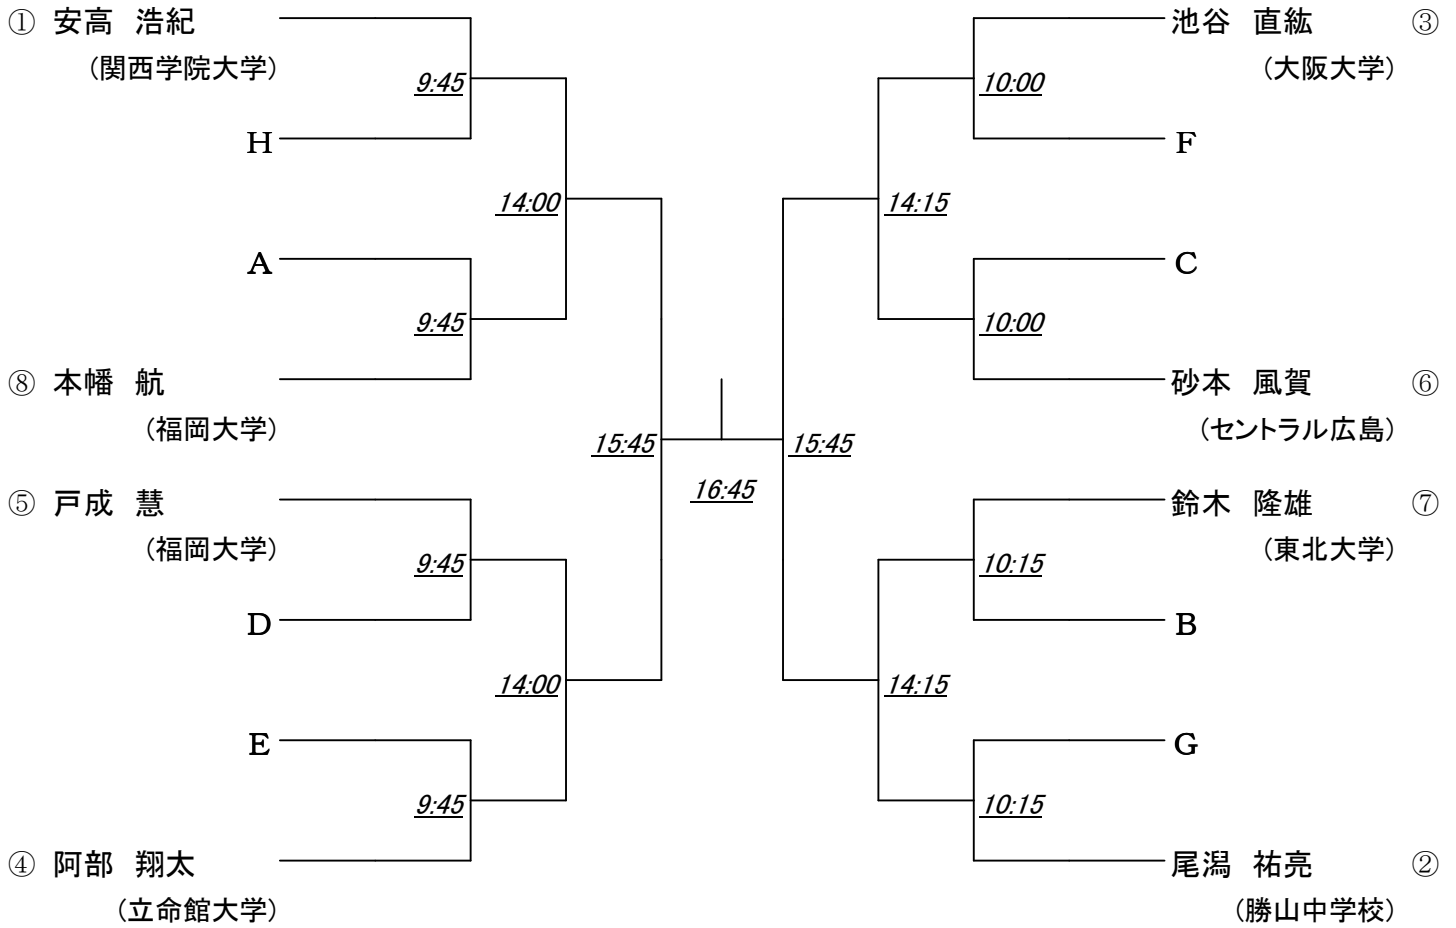 ① 安高 浩紀
(関西学院大学)
9:45
H
14:00
A
9:45
⑧ 本幡 航
(福岡大学)
15:45
⑤ 戸成 慧
(福岡大学)
9:45
D
14:00
E
9:45
④ 阿部 翔太
(立命館大学)
16:45
池谷 直紘 ③
(大阪大学)
10:00
F
14:15
C
10:00
砂本 風賀 ⑥
(セントラル広島)
15:45
鈴木 隆雄 ⑦
(東北大学)
10:15
B
14:15
G
10:15
尾潟 祐亮 ②
(勝山中学校)